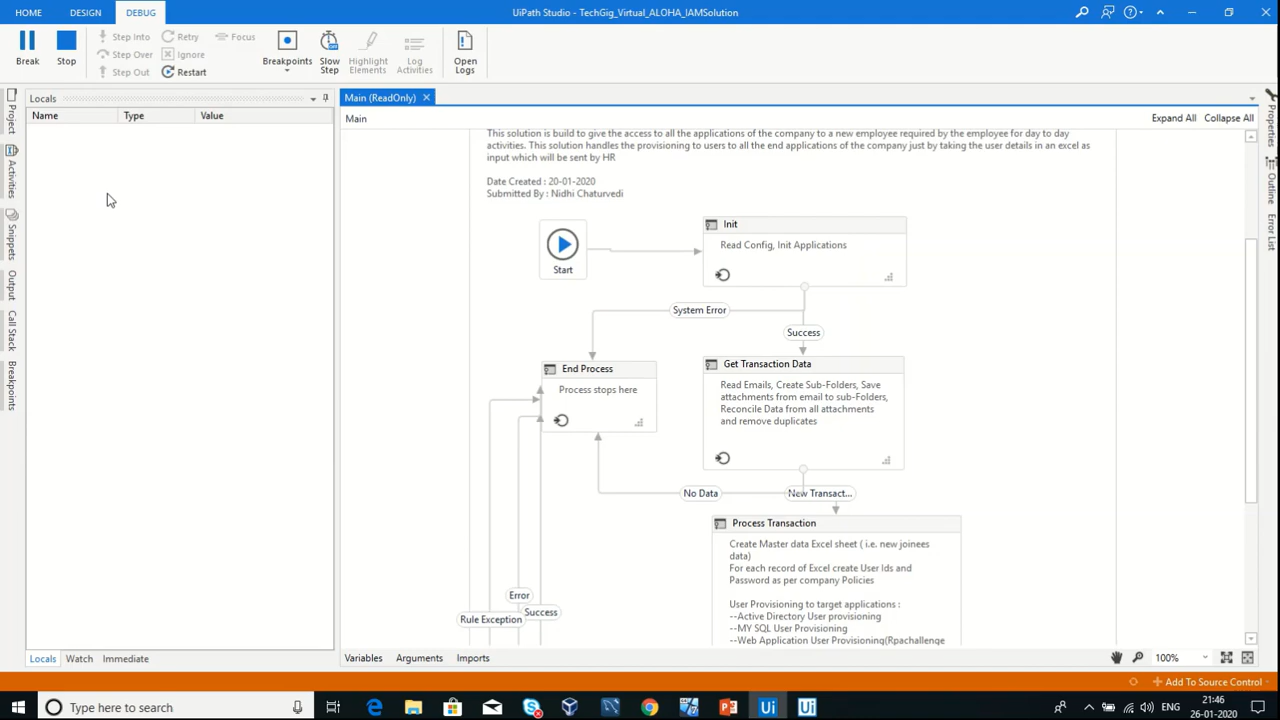 HOME DESIGN DEBUG UiPath Studio - TechGig_Virtual_ALOHA_IAMSolution
Break Stop Step Into Step Over Step Out Retry Ignore Restart Focus Breakpoints Slow Step Highlight Elements Log Activities Open Logs
Project
Activities
Snippets
Output
Call Stack
Breakpoints
Locals
Name Type Value
Main (ReadOnly)
Main Expand All Collapse All
This solution is build to give the access to all the applications of the company to a new employee required by the employee for day to day
activities. This solution handles the provisioning to users to all the end applications of the company just by taking the user details in an excel as
input which will be sent by HR
Date Created : 20-01-2020
Submitted By : Nidhi Chaturvedi
Start
Init
Read Config, Init Applications
System Error
Success
End Process
Process stops here
Get Transaction Data
Read Emails, Create Sub-Folders, Save
attachments from email to sub-Folders,
Reconcile Data from all attachments
and remove duplicates
No Data
New Transact...
Process Transaction
Create Master data Excel sheet ( i.e. new joinees
data)
For each record of Excel create User Ids and
Password as per company Policies
User Provisioning to target applications :
--Active Directory User provisioning
--MY SQL User Provisioning
--Web Application User Provisioning(Rpachallenge
Error
Success
Rule Exception
Properties
Outline
Error List
Locals Watch Immediate
Variables Arguments Imports 100%
Add To Source Control
Type here to search
ENG
21:46
26-01-2020